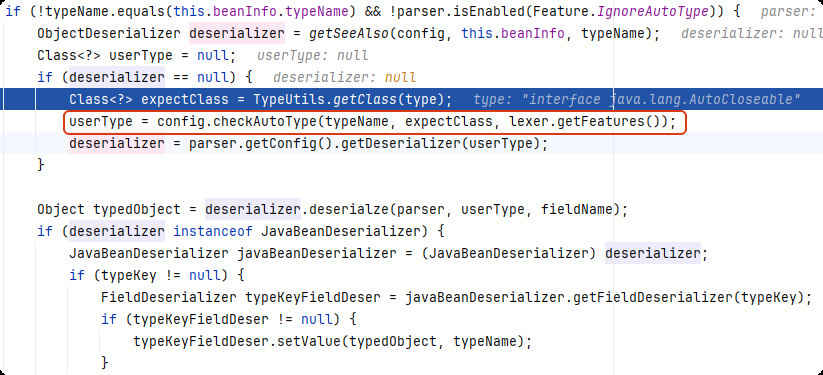 if (!typeName.equals(this.beanInfo.typeName) && !parser.isEnabled(Feature.IgnoreAutoType)) {   parser:
    ObjectDeserializer deserializer = getSeeAlso(config, this.beanInfo, typeName);   deserializer: null
    Class<?> userType = null;   userType: null
    if (deserializer == null) {   deserializer: null
        Class<?> expectClass = TypeUtils.getClass(type);   type: "interface java.lang.AutoCloseable"
        userType = config.checkAutoType(typeName, expectClass, lexer.getFeatures());
        deserializer = parser.getConfig().getDeserializer(userType);
    }
    Object typedObject = deserializer.deserialze(parser, userType, fieldName);
    if (deserializer instanceof JavaBeanDeserializer) {
        JavaBeanDeserializer javaBeanDeserializer = (JavaBeanDeserializer) deserializer;
        if (typeKey != null) {
            FieldDeserializer typeKeyFieldDeser = javaBeanDeserializer.getFieldDeserializer(typeKey);
            if (typeKeyFieldDeser != null) {
                typeKeyFieldDeser.setValue(typedObject, typeName);
            }